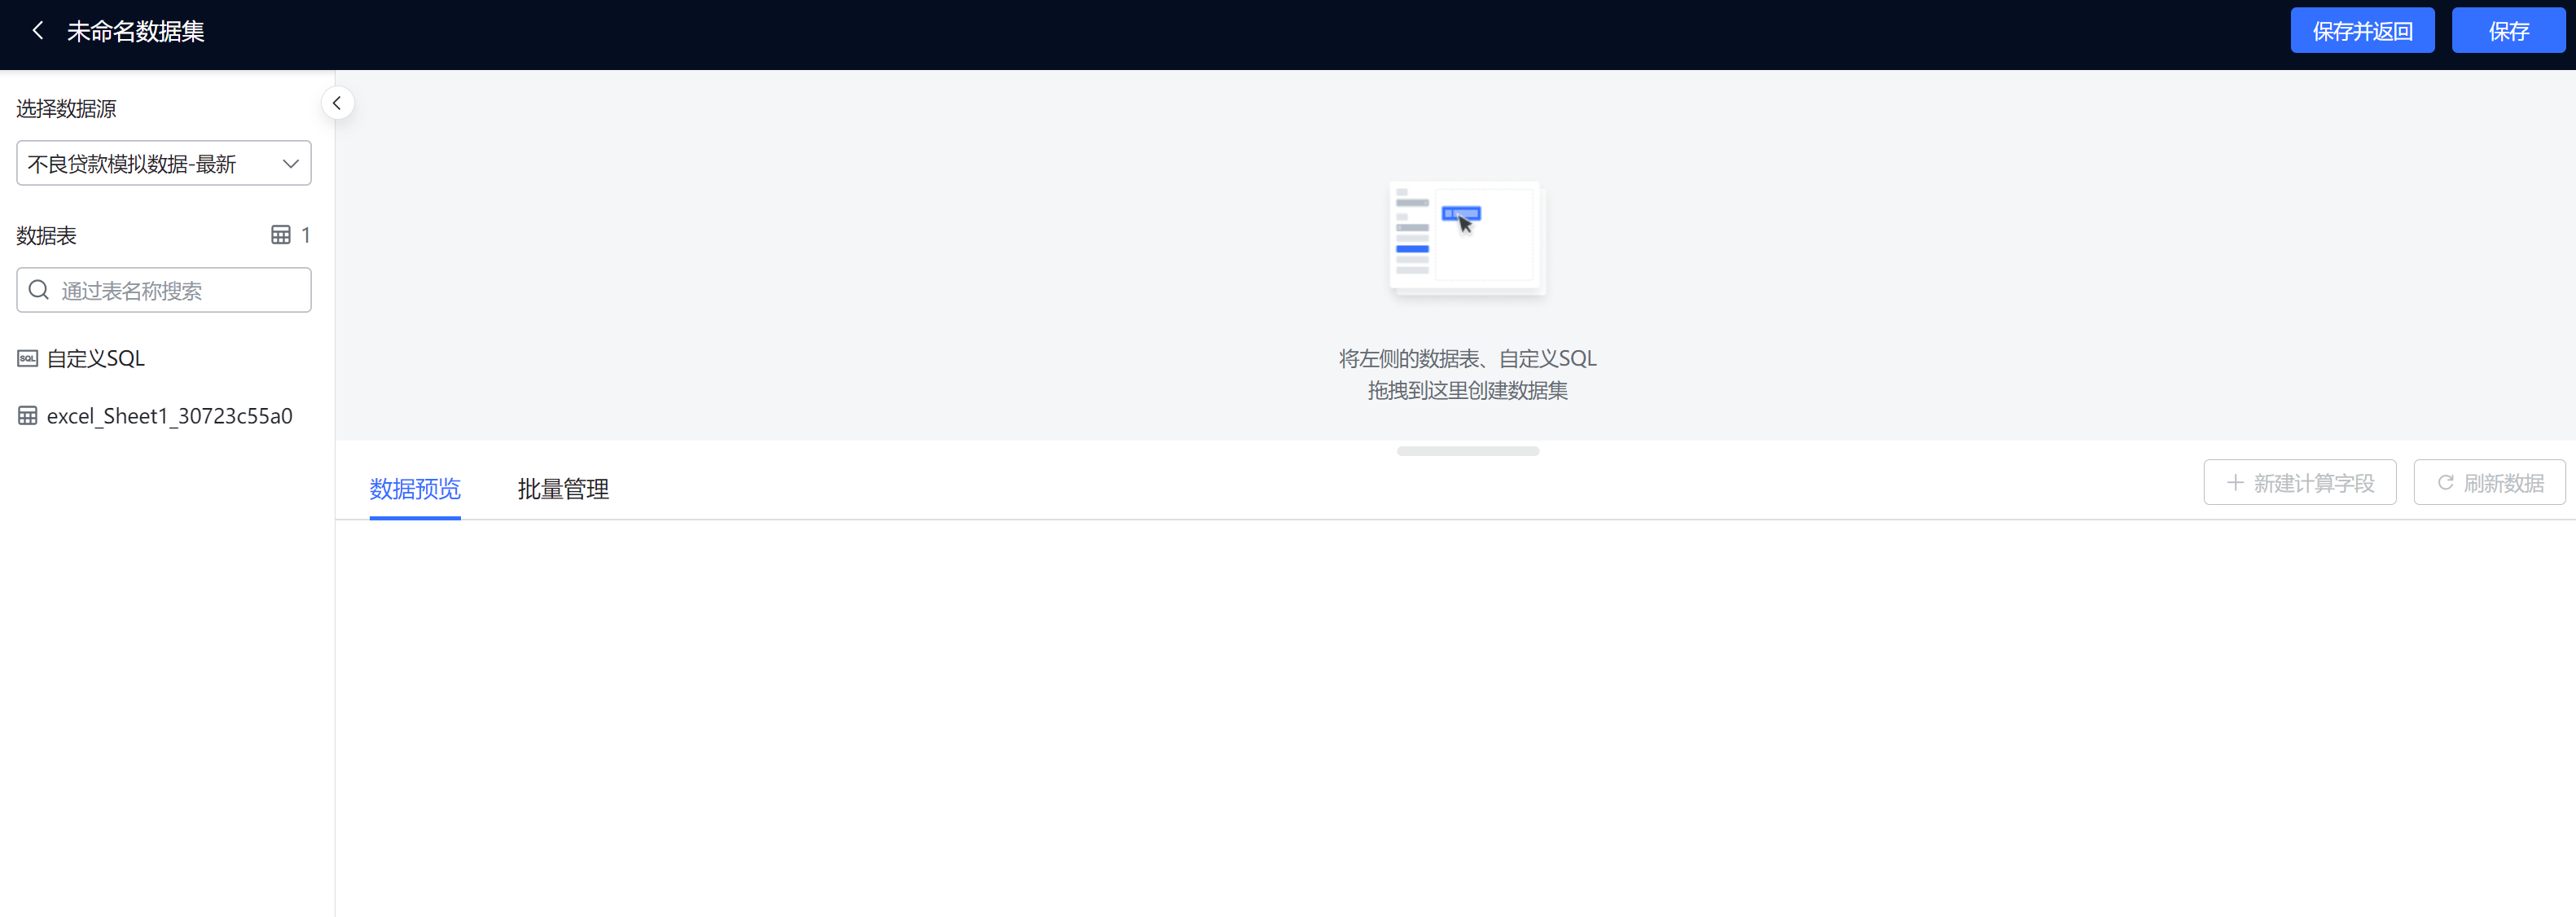 未命名数据集
保存并返回
保存
选择数据源
不良贷款模拟数据-最新
数据表
1
通过表名称搜索
SQL 自定义SQL
excel_Sheet1_30723c55a0
将左侧的数据表、自定义SQL
拖拽到这里创建数据集
数据预览
批量管理
新建计算字段
刷新数据